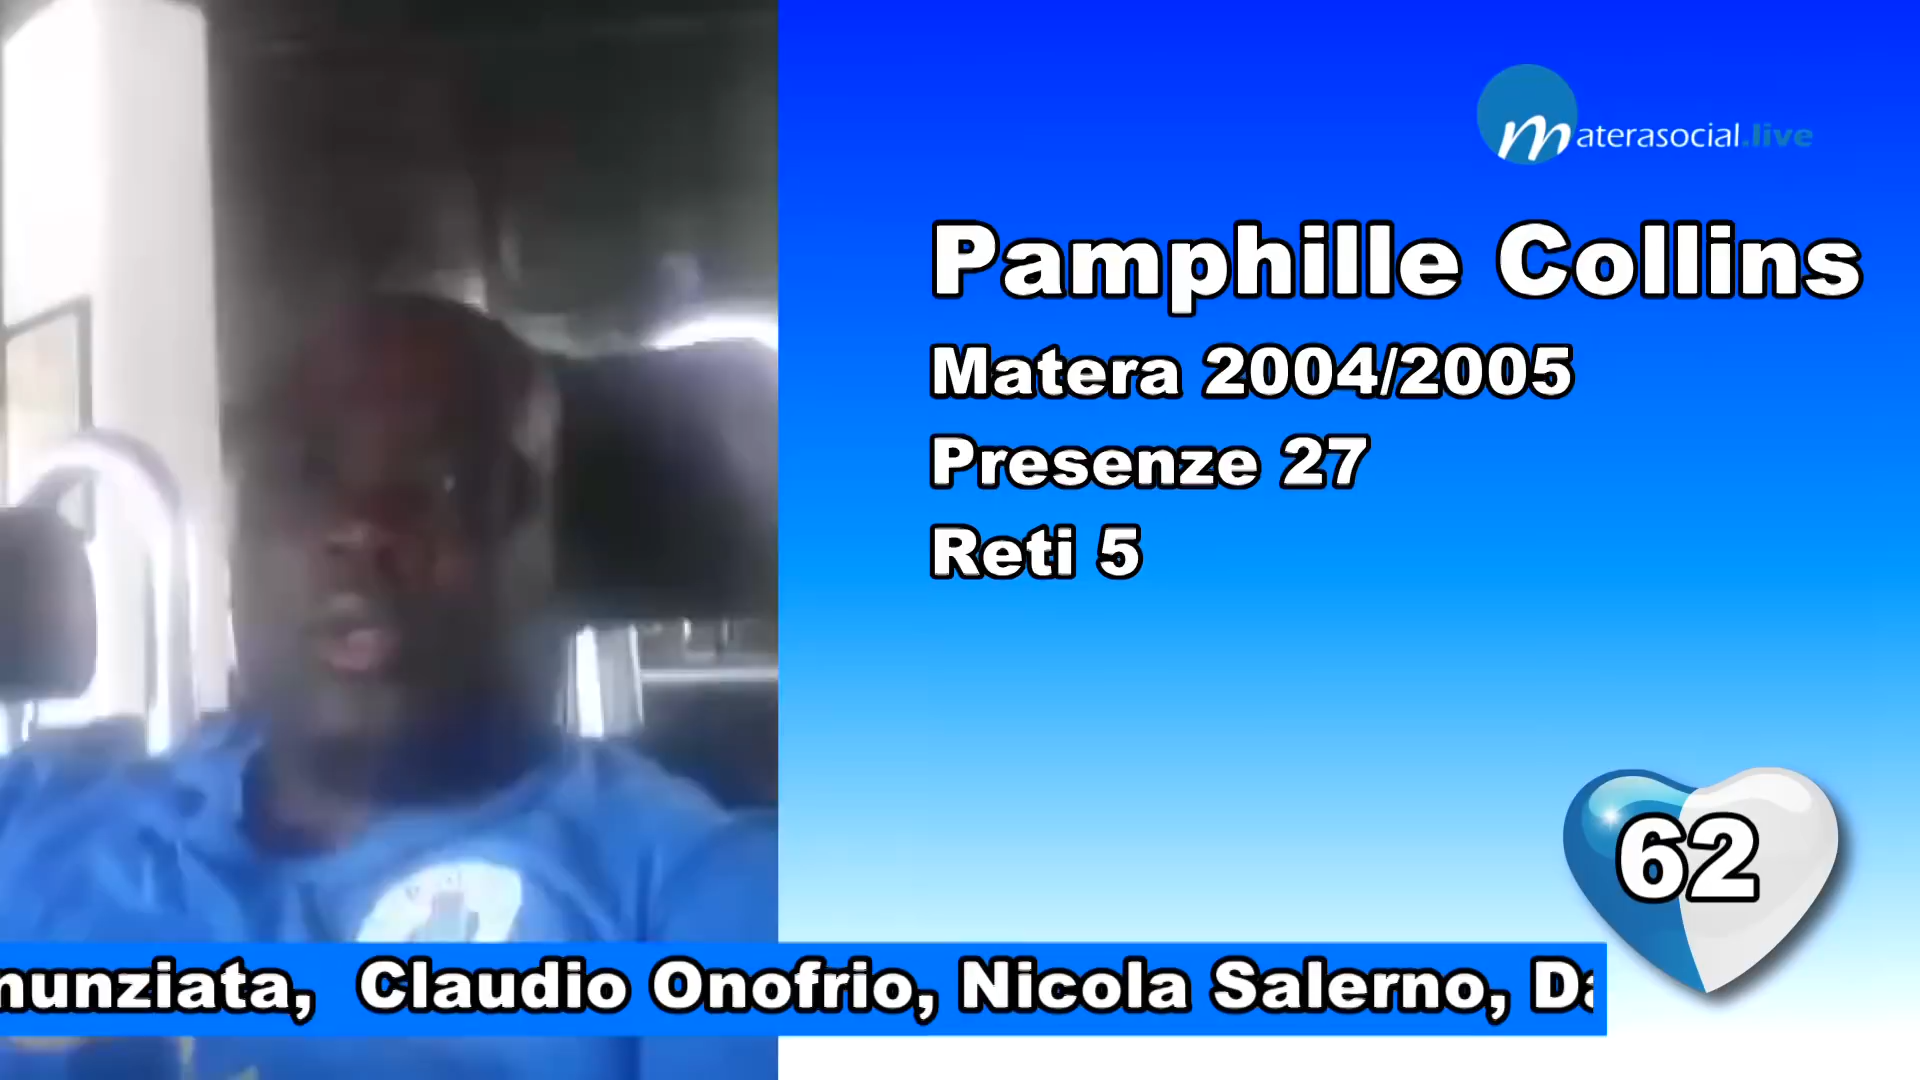 materasocial.live
Pamphille Collins
Matera 2004/2005
Presenze 27
Reti 5
62
Claudio Onofrio, Nicola Salerno,